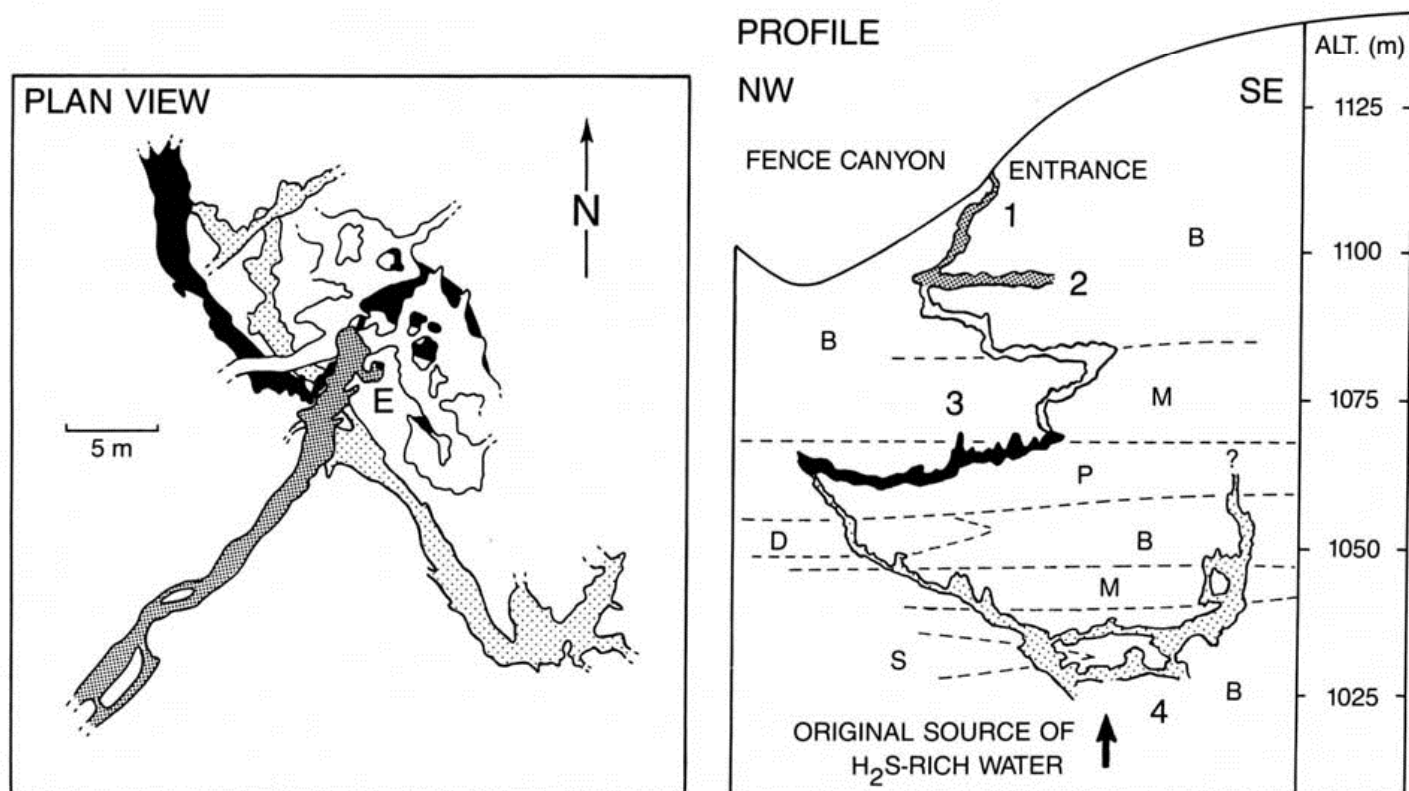 PLAN VIEW
N
E
5 m
PROFILE
NW
SE
ALT. (m)
FENCE CANYON
ENTRANCE
1
B
2
B
3
M
P
?
D
B
M
S
4
B
ORIGINAL SOURCE OF
H₂S-RICH WATER
1125
1100
1075
1050
1025